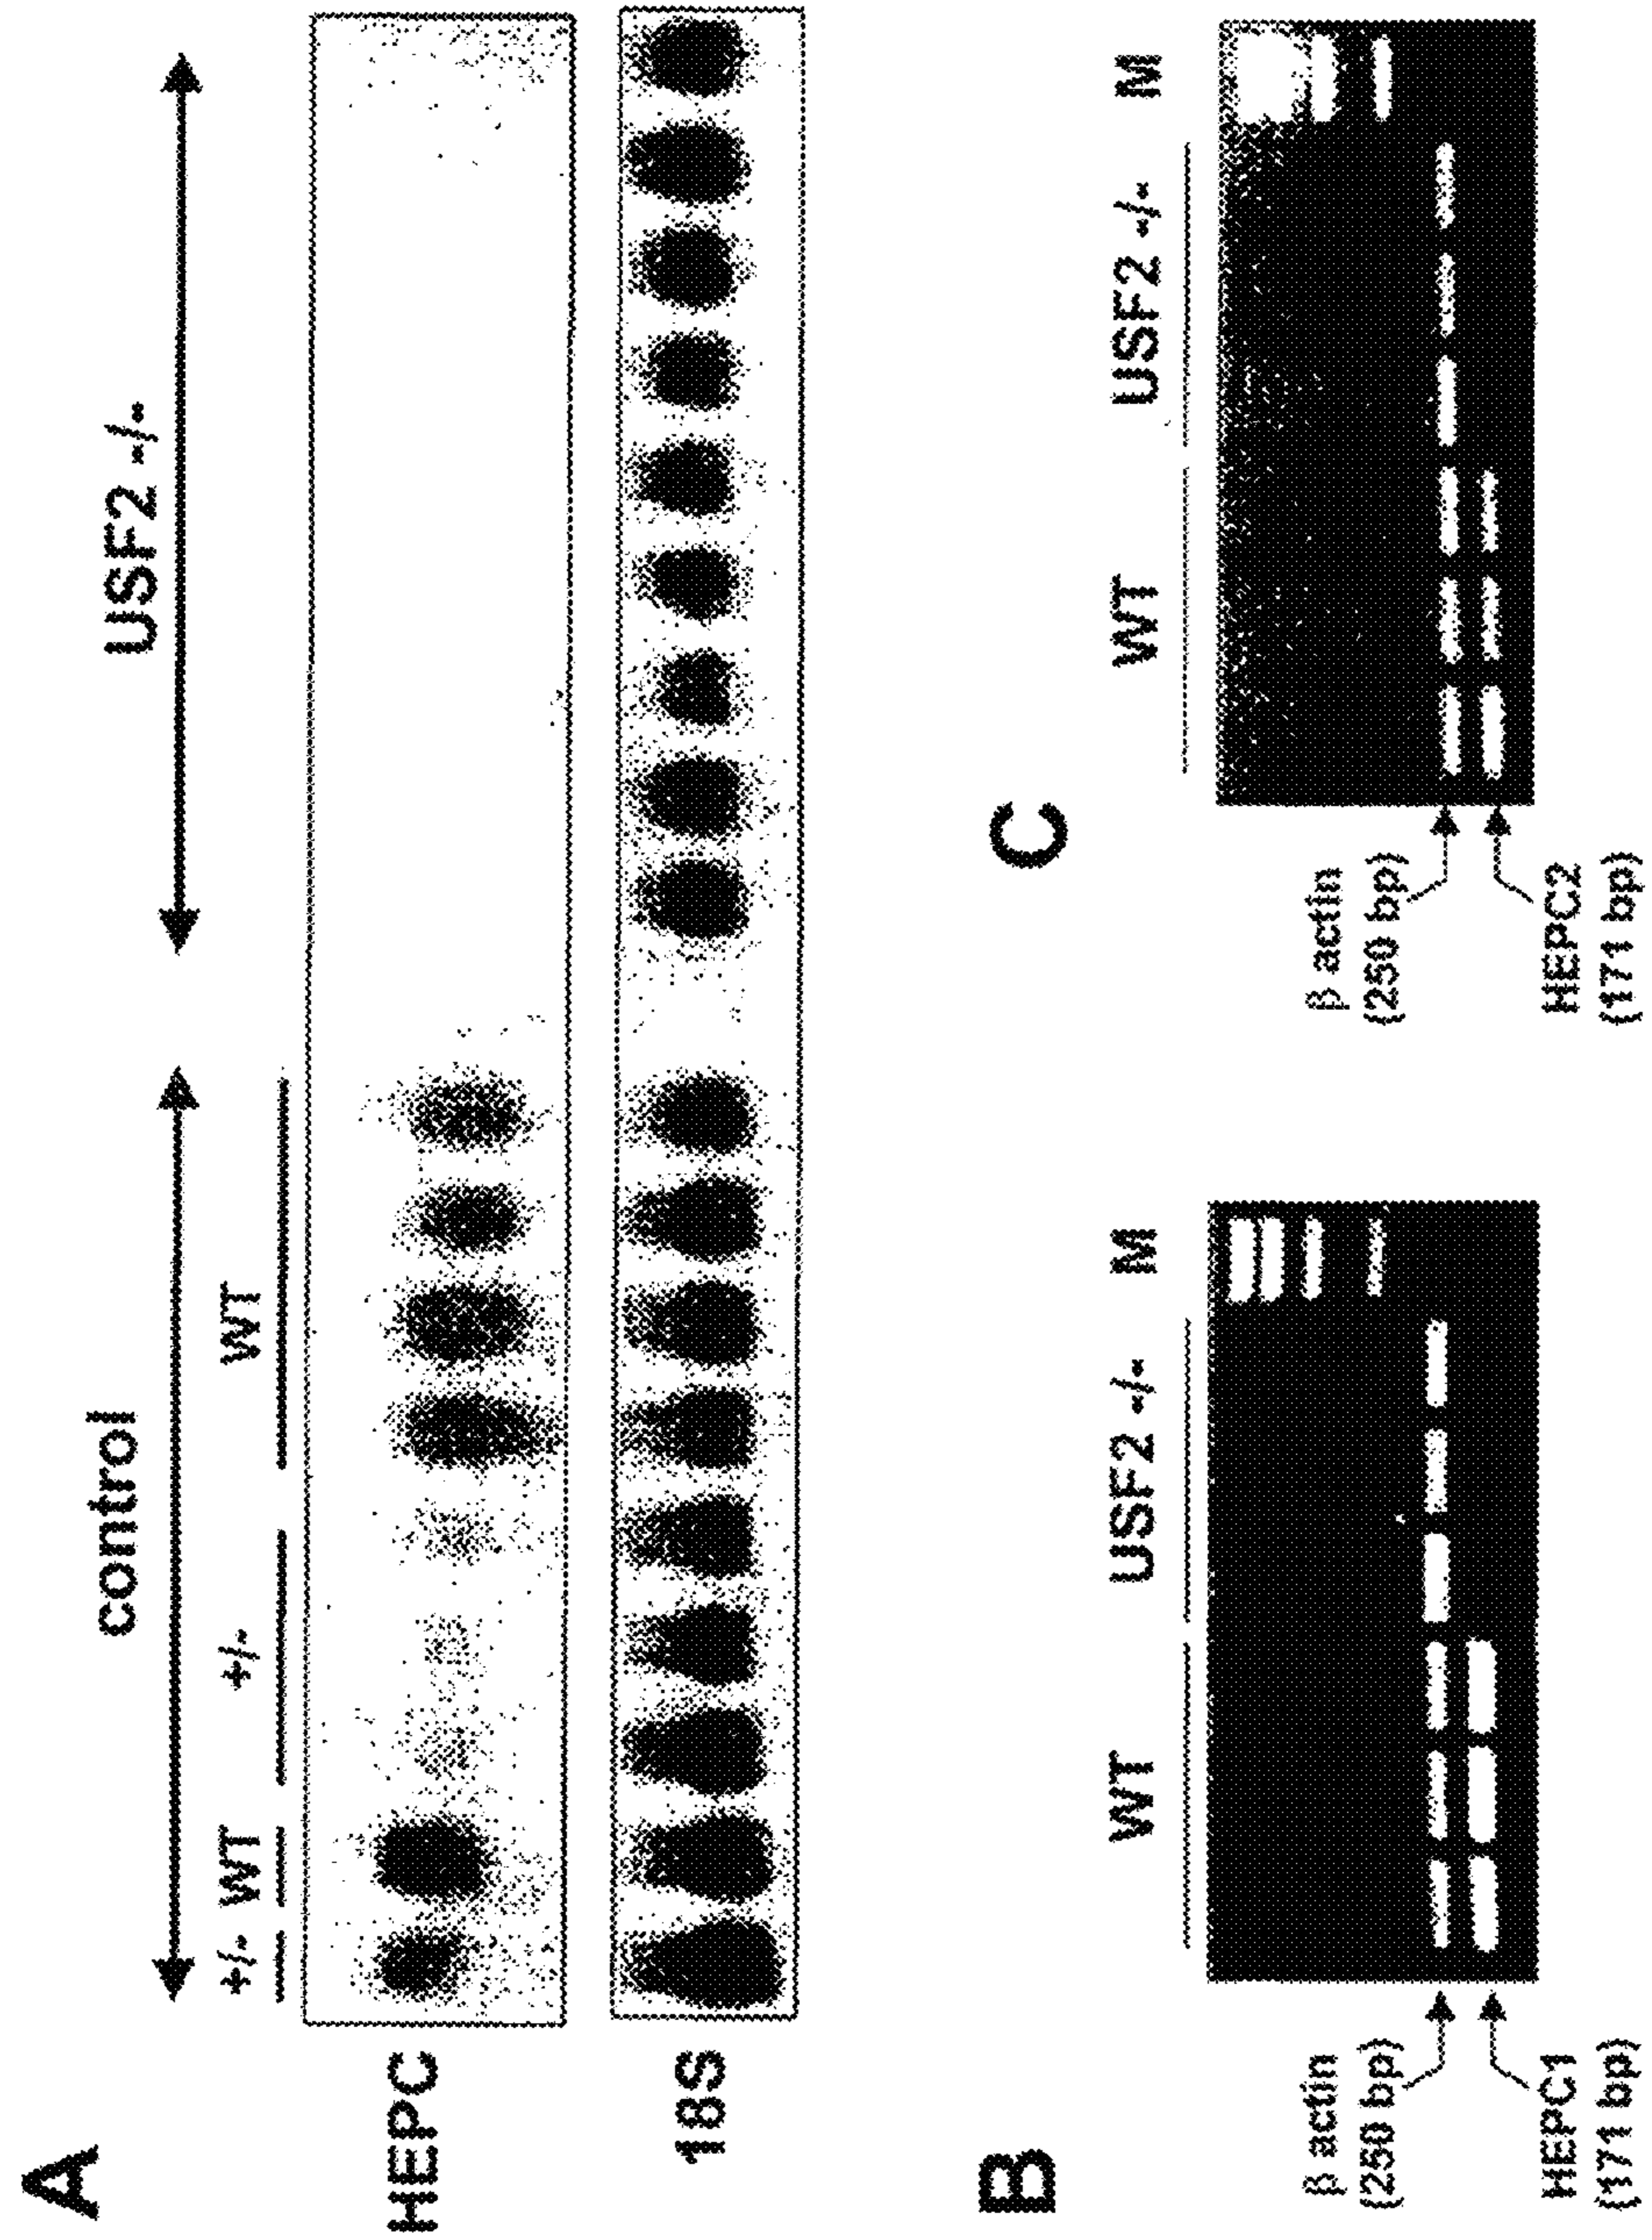 A
control
USF2 -/-
+/- WT +/- WT
HEPC
18S
B
WT USF2 -/- M
β actin
(250 bp)
HEPC1
(171 bp)
C
WT USF2 -/- M
β actin
(250 bp)
HEPC2
(171 bp)